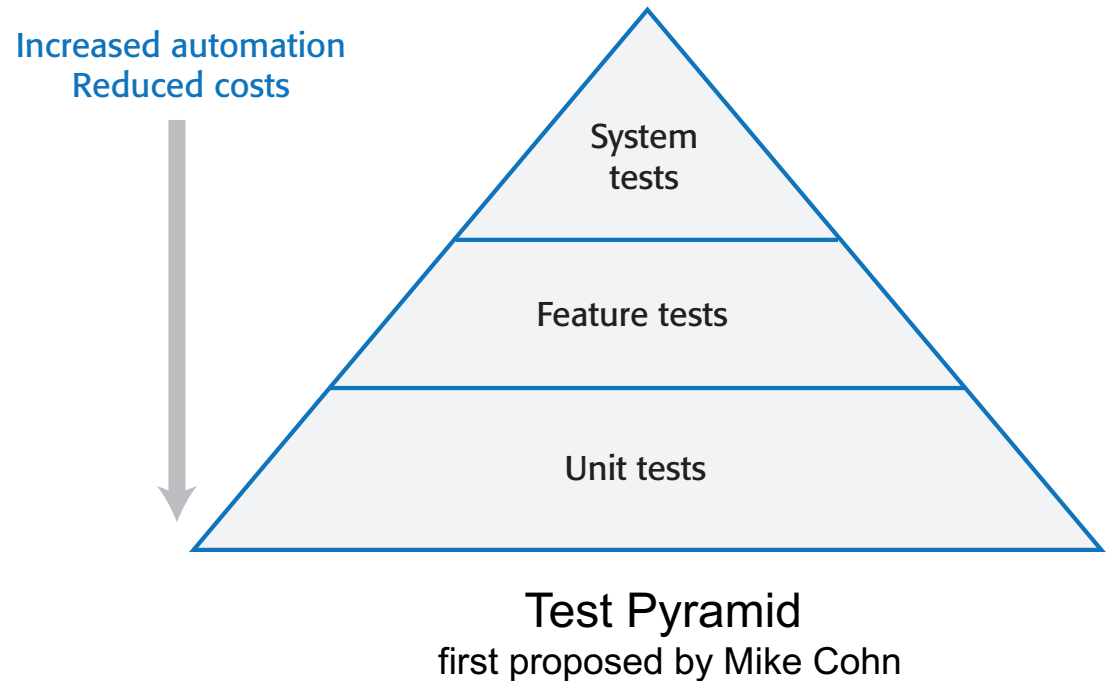 Increased automation
Reduced costs
System
tests
Feature tests
Unit tests
Test Pyramid
first proposed by Mike Cohn